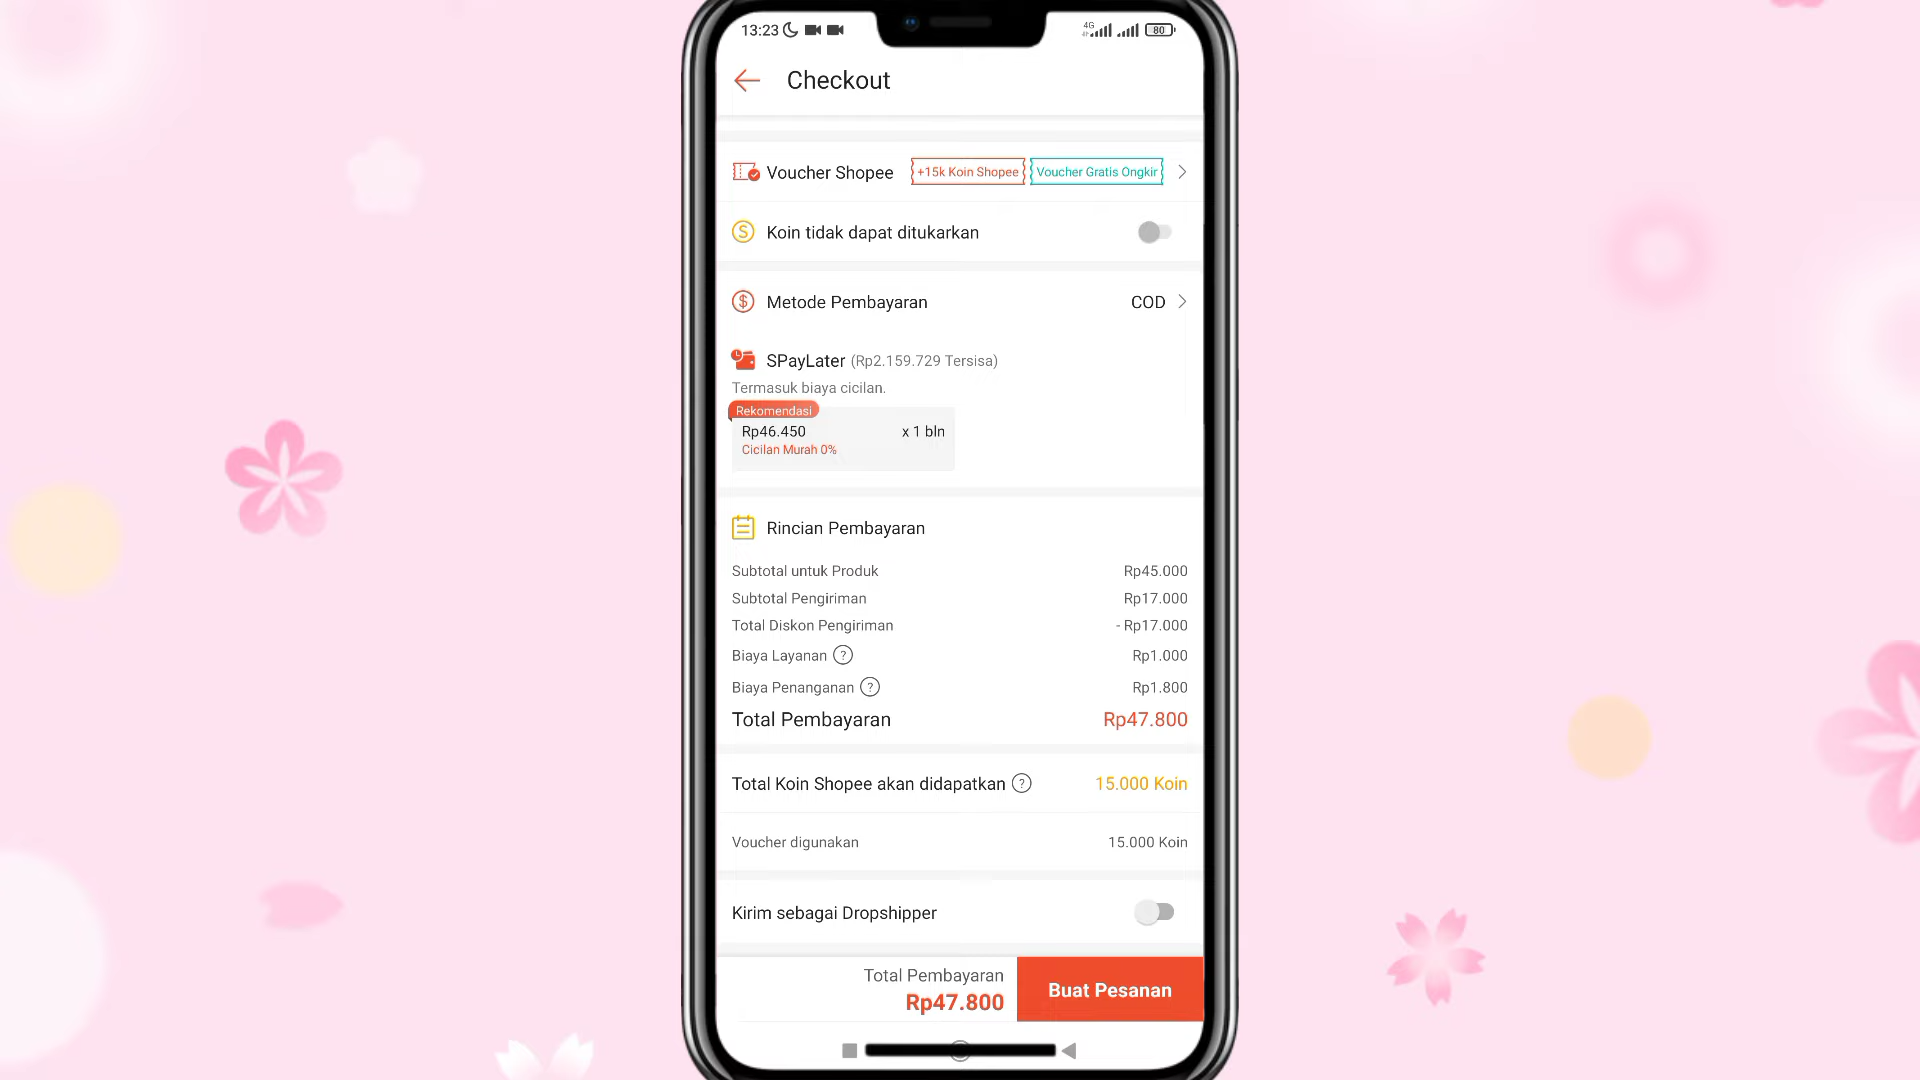 13:23
4G
80
Checkout
Voucher Shopee +15k Koin Shopee Voucher Gratis Ongkir
Koin tidak dapat ditukarkan
Metode Pembayaran COD
SPayLater (Rp2.159.729 Tersisa)
Termasuk biaya cicilan.
Rekomendasi
Rp46.450 x 1 bln
Cicilan Murah 0%
Rincian Pembayaran
Subtotal untuk Produk Rp45.000
Subtotal Pengiriman Rp17.000
Total Diskon Pengiriman - Rp17.000
Biaya Layanan ? Rp1.000
Biaya Penanganan ? Rp1.800
Total Pembayaran Rp47.800
Total Koin Shopee akan didapatkan ? 15.000 Koin
Voucher digunakan 15.000 Koin
Kirim sebagai Dropshipper
Total Pembayaran
Rp47.800
Buat Pesanan